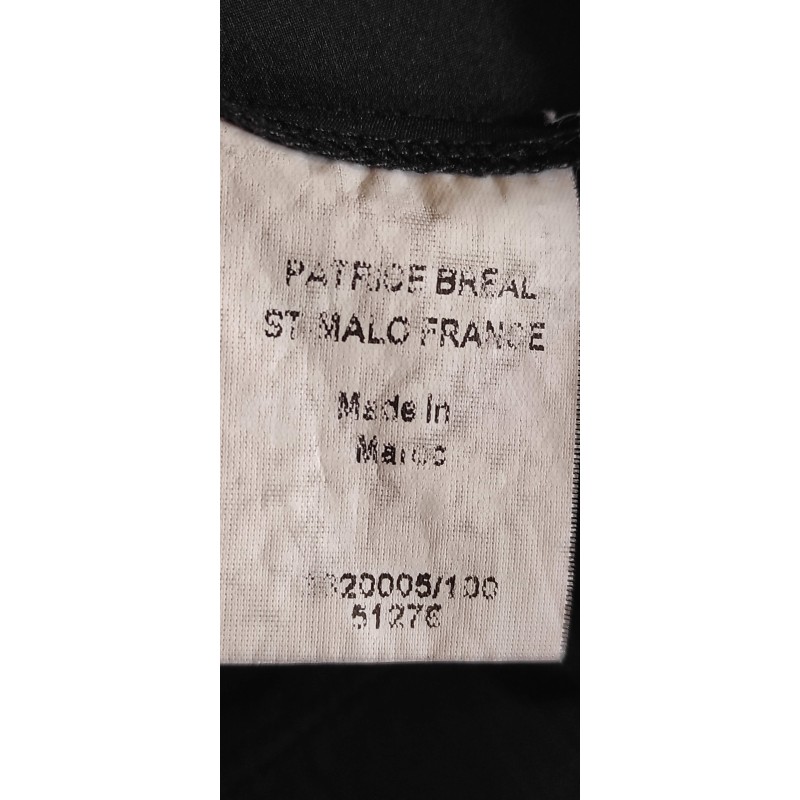 PATRICE BREAL
ST MALO FRANCE
Made in
Maroc
51276